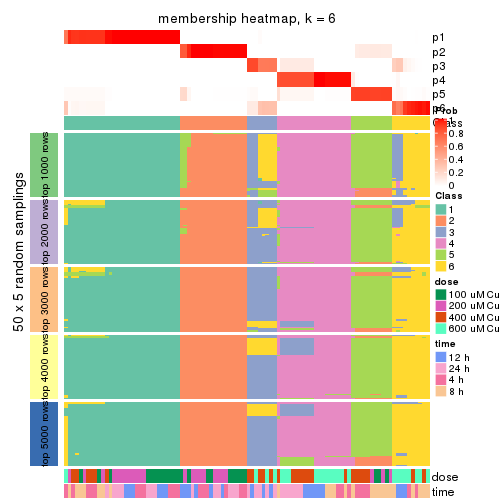 membership heatmap, k = 6
p1
p2
p3
p4
p5
p6
Prob
1
0.8
0.6
0.4
0.2
0
Class
Class
1
2
3
4
5
6
dose
100 uM Cu
200 uM Cu
400 uM Cu
600 uM Cu
time
12 h
24 h
4 h
8 h
50 x 5 random samplings
top 1000 rows
top 2000 rows
top 3000 rows
top 4000 rows
top 5000 rows
dose
time